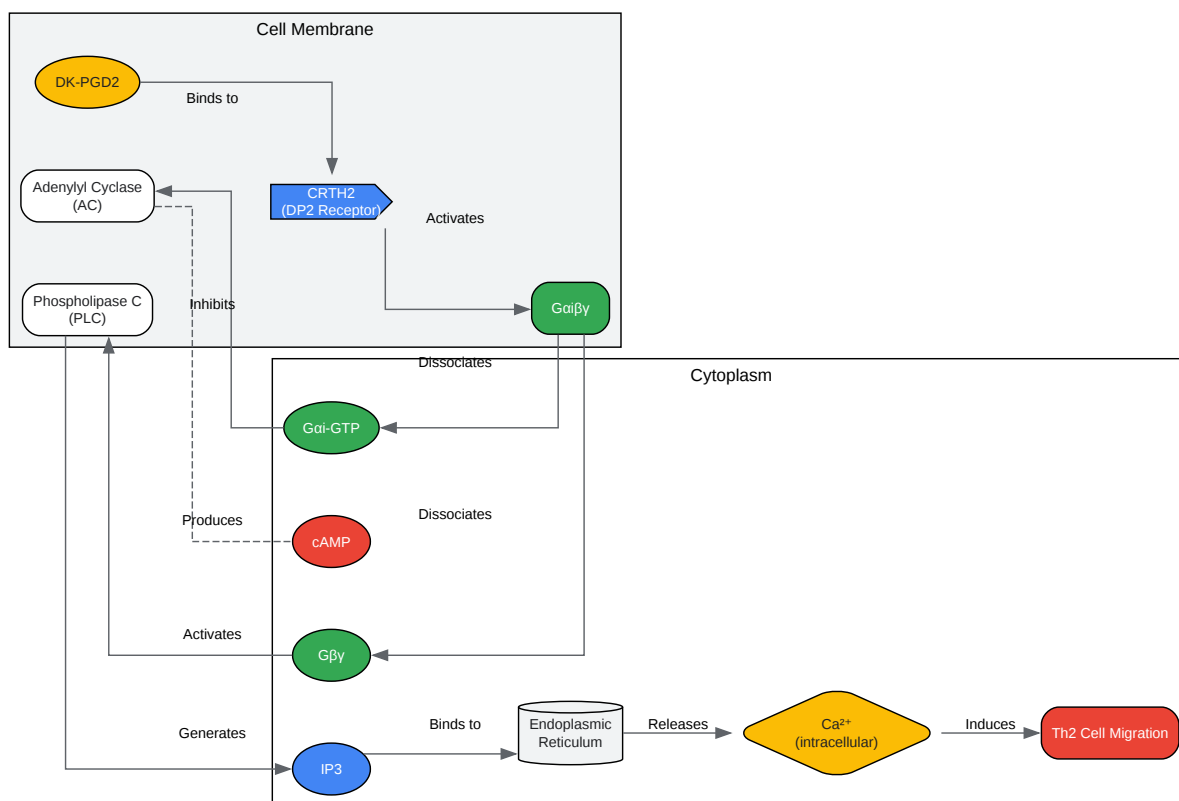 Cell Membrane
DK-PGD2
Binds to
Adenylyl Cyclase
(AC)
CRTH2
(DP2 Receptor)
Activates
Phospholipase C
(PLC)
Inhibits
Gαiβγ
Dissociates
Cytoplasm
Gαi-GTP
Dissociates
Produces
cAMP
Activates
Gβγ
Generates
IP3
Binds to
Endoplasmic
Reticulum
Releases
Ca²⁺
(intracellular)
Induces
Th2 Cell Migration